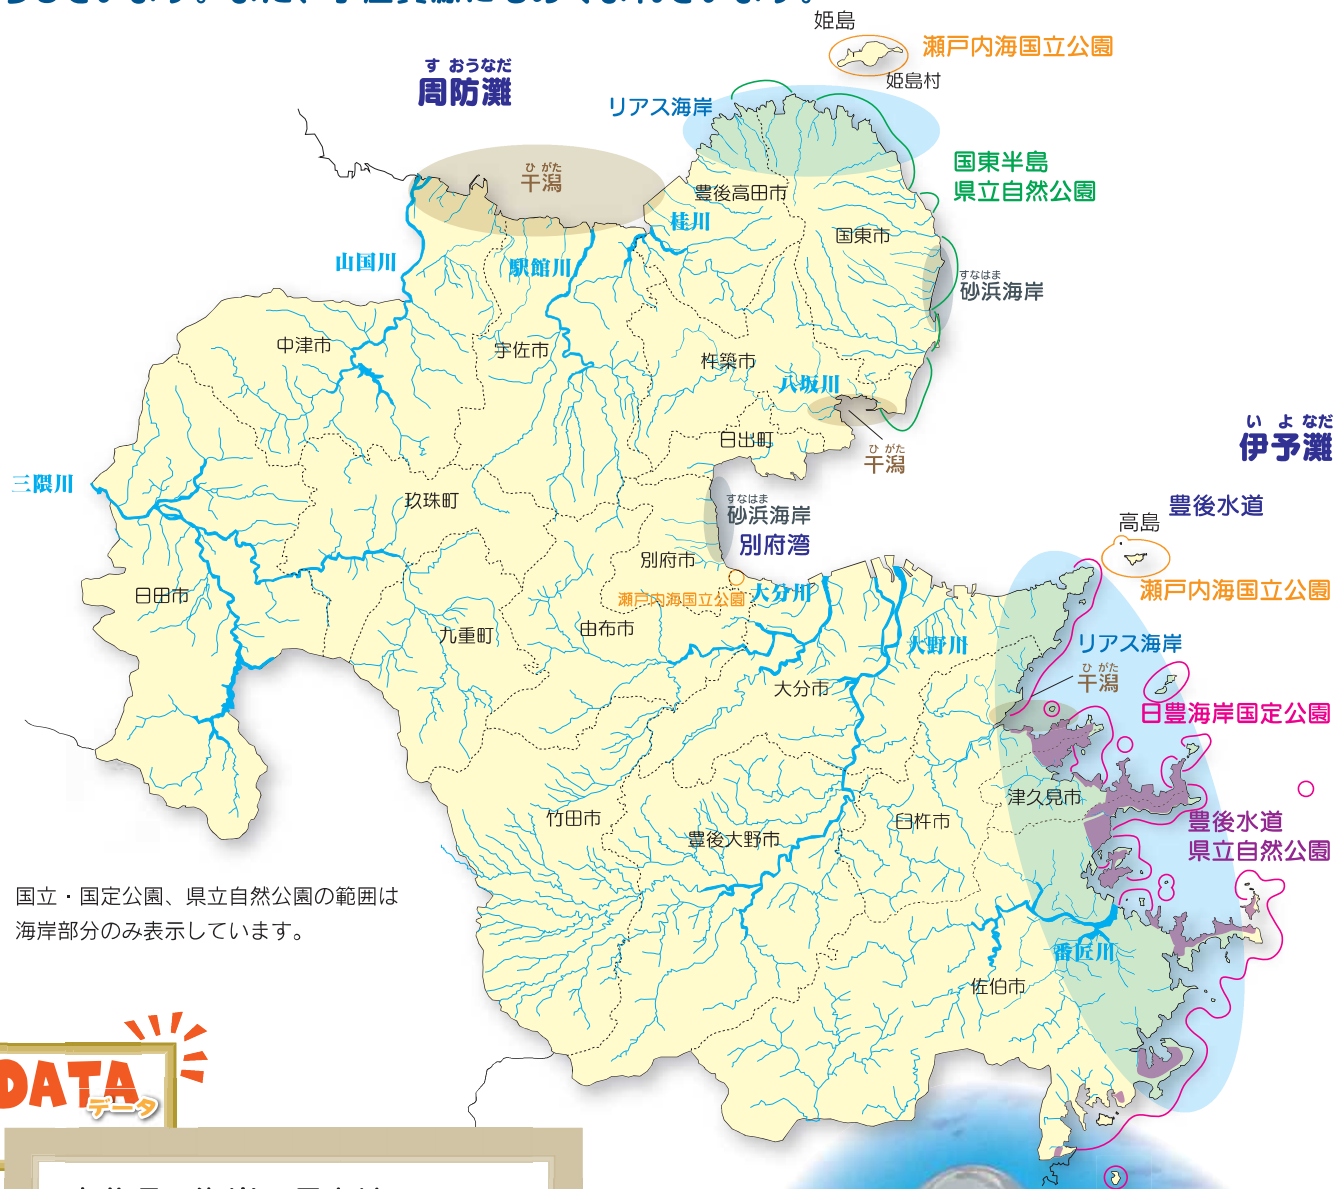 姫島
瀬戸内海国立公園
姫島村
す おうなだ
周防灘
リアス海岸
ひ がた
干潟
国東半島
県立自然公園
豊後高田市
桂川
国東市
山国川
駅館川
すなはま
砂浜海岸
中津市
宇佐市
杵築市
八坂川
日出町
ひ がた
干潟
い よ なだ
伊予灘
三隈川
玖珠町
すなはま
砂浜海岸
別府湾
高島
豊後水道
瀬戸内海国立公園
別府市
瀬戸内海国立公園
大分川
日田市
九重町
由布市
大野川
リアス海岸
ひ がた
干潟
大分市
日豊海岸国定公園
津久見市
竹田市
豊後大野市
臼杵市
豊後水道
県立自然公園
国立・国定公園、県立自然公園の範囲は
海岸部分のみ表示しています。
番匠川
佐伯市
DATA
データ